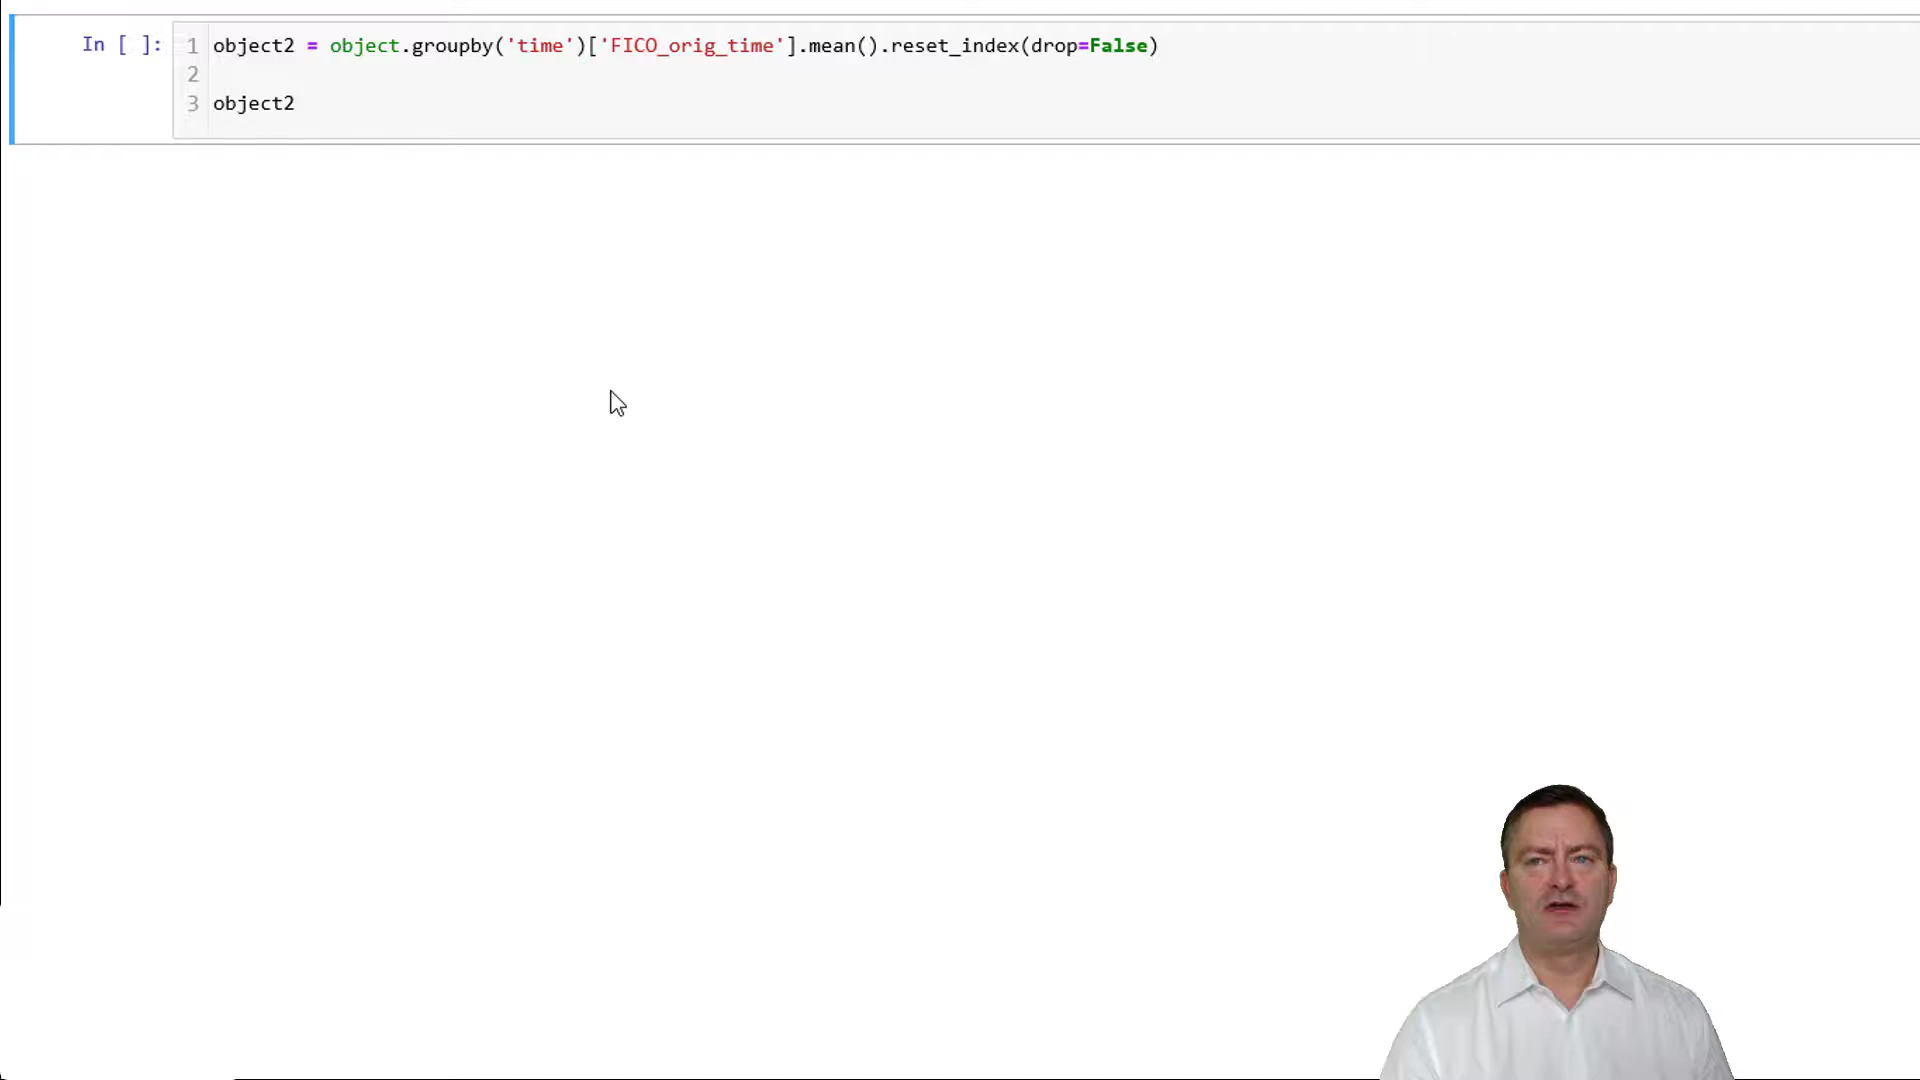 In [ ]:
1 object2 = object.groupby('time')['FICO_orig_time'].mean().reset_index(drop=False)
2
3 object2